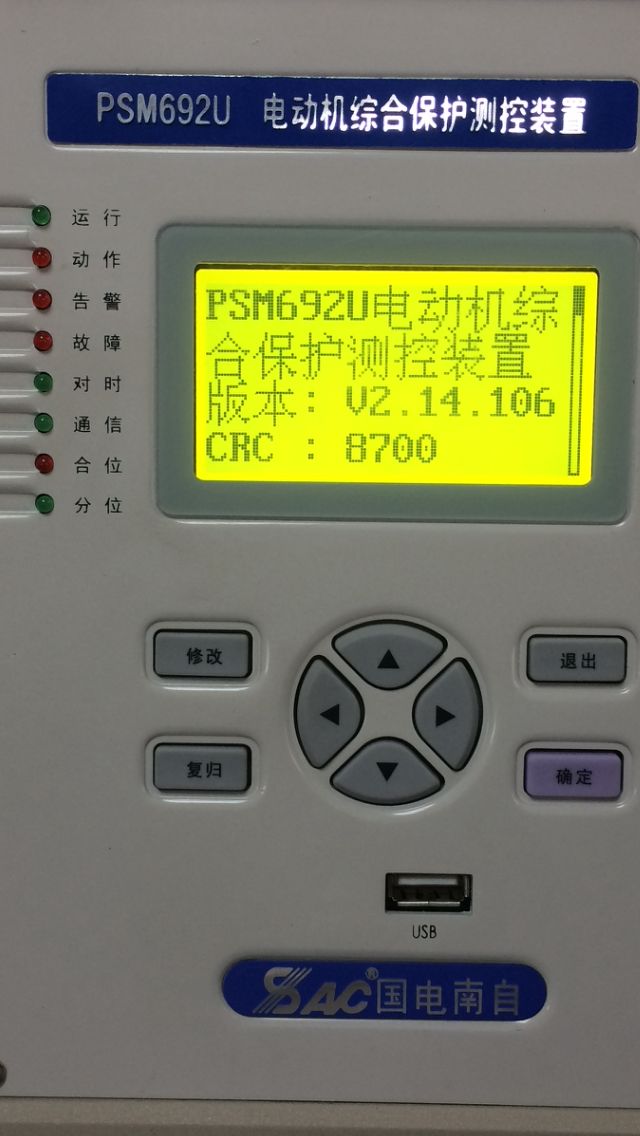 PSM692U 电动机综合保护测控装置
运行
动作
告警
故障
对时
通信
合位
分位
PSM692U电动机综
合保护测控装置
版本: V2.14.106
CRC : 8700
修改
退出
复归
确定
USB
SAC® 国电南自